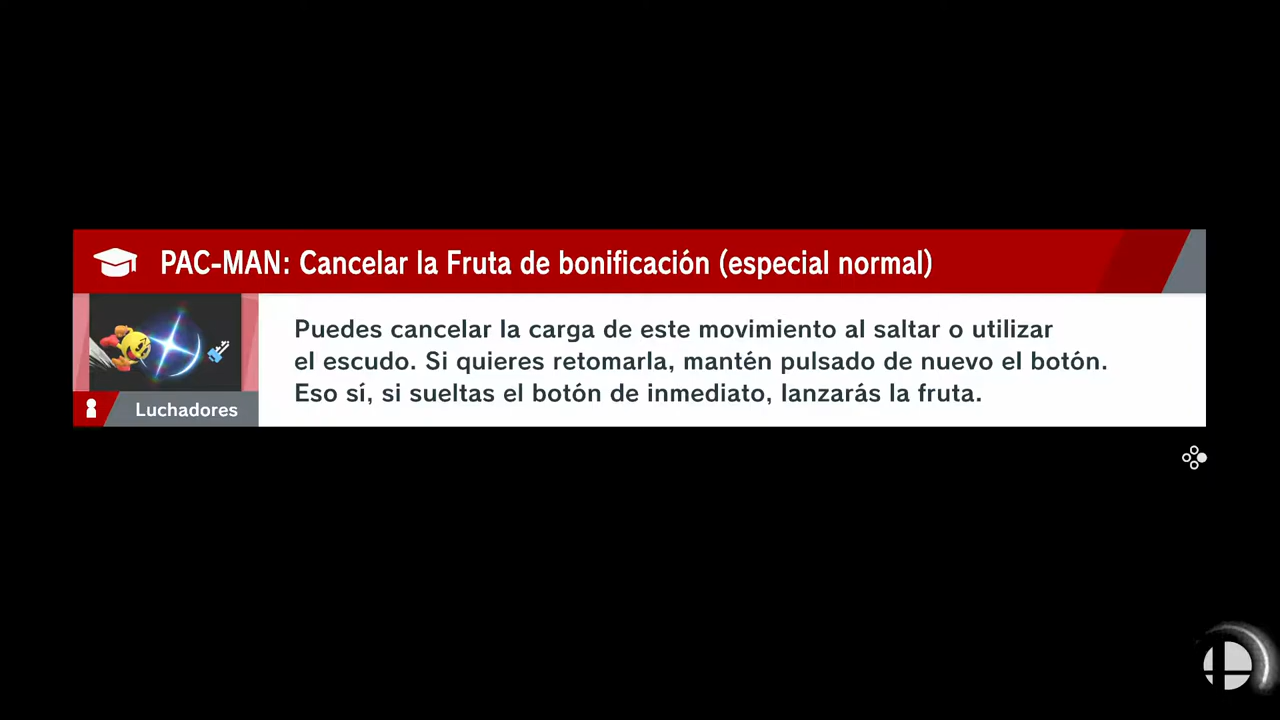 PAC-MAN: Cancelar la Fruta de bonificación (especial normal)
Puedes cancelar la carga de este movimiento al saltar o utilizar
el escudo. Si quieres retomarla, mantén pulsado de nuevo el botón.
Eso sí, si sueltas el botón de inmediato, lanzarás la fruta.
Luchadores